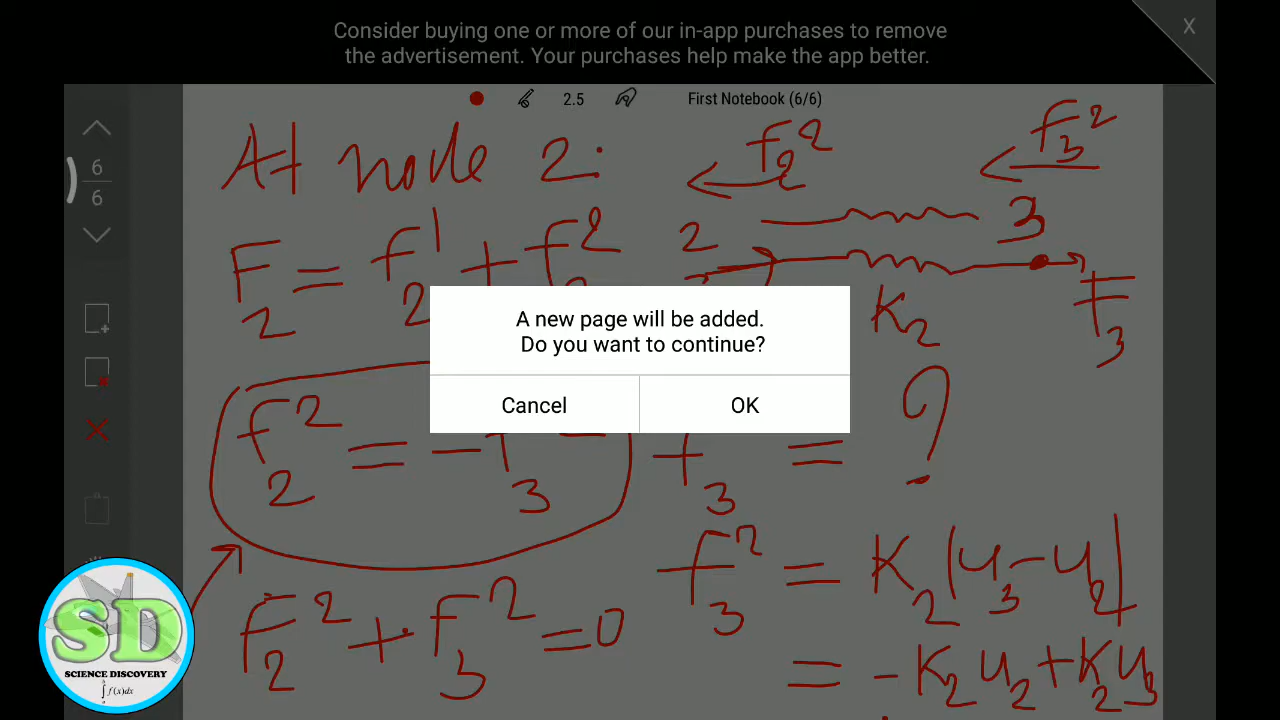 Consider buying one or more of our in-app purchases to remove
the advertisement. Your purchases help make the app better.
X
2.5 First Notebook (6/6)
6
6
At node 2:
f₂² f₃²
F₂ = f₂¹ + f₂²
2 3
K₂ F₃
A new page will be added.
Do you want to continue?
Cancel OK
f₂² = -f₃
f₃ = ?
f₃² = K₂(u₃-u₂)
f₂² + f₃² = 0
= -K₂u₂+K₂u₃
SD
SCIENCE DISCOVERY
∫f(x)dx